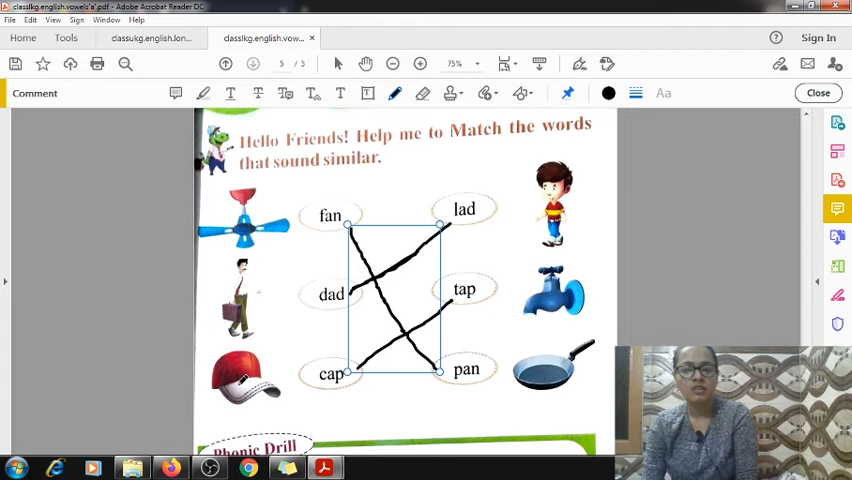 classlkg.english.vowels'a'.pdf - Adobe Acrobat Reader DC
File Edit View Sign Window Help
Home Tools classukg.english.lon... classlkg.english.vow... × Sign In
5 / 5 75%
Comment Close
Hello Friends! Help me to Match the words
that sound similar.
fan lad
dad tap
cap pan
Phonic Drill